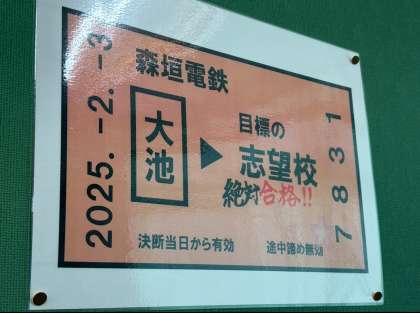 2025.-2.-3
森垣電鉄
大池
▶
目標の
志望校
絶対合格!!
決断当日から有効
途中諦め無効
7831